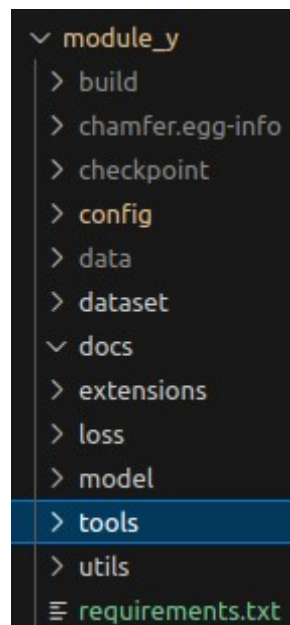 module_y
build
chamfer.egg-info
checkpoint
config
data
dataset
docs
extensions
loss
model
tools
utils
requirements.txt